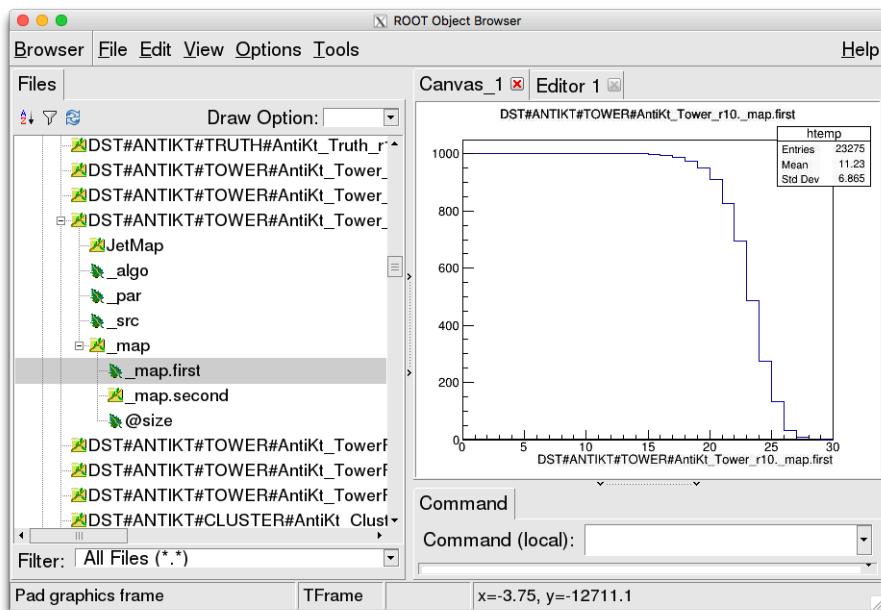 ROOT Object Browser
Browser File Edit View Options Tools Help
Files
Draw Option:
DST#ANTIKT#TRUTH#AntiKt_Truth_r
DST#ANTIKT#TOWER#AntiKt_Tower_
DST#ANTIKT#TOWER#AntiKt_Tower_
DST#ANTIKT#TOWER#AntiKt_Tower_
JetMap
_algo
_par
_src
_map
_map.first
_map.second
@size
DST#ANTIKT#TOWER#AntiKt_TowerF
DST#ANTIKT#TOWER#AntiKt_TowerF
DST#ANTIKT#TOWER#AntiKt_TowerF
DST#ANTIKT#CLUSTER#AntiKt_Clust
Filter: All Files (*.*)
Canvas_1 Editor 1
DST#ANTIKT#TOWER#AntiKt_Tower_r10._map.first
htemp
Entries 23275
Mean 11.23
Std Dev 6.865
1000
800
600
400
200
0
0 5 10 15 20 25 30
DST#ANTIKT#TOWER#AntiKt_Tower_r10._map.first
Command
Command (local):
Pad graphics frame TFrame x=-3.75, y=-12711.1